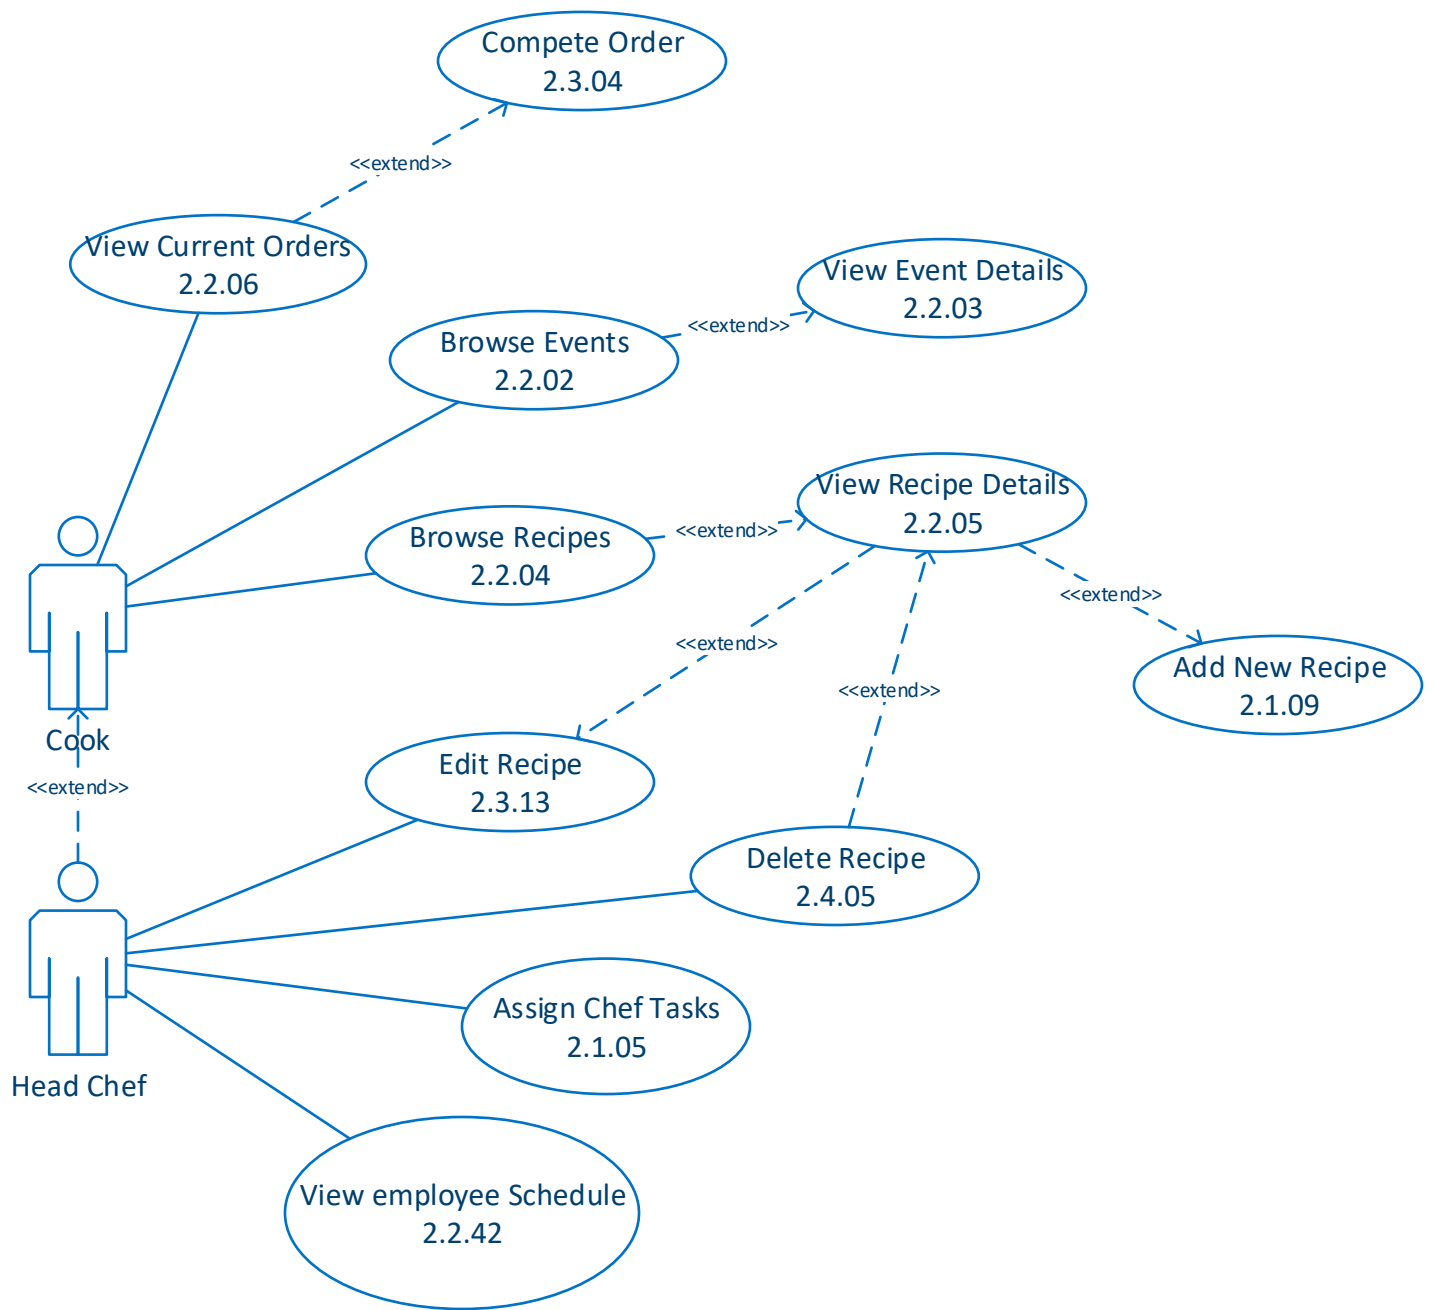 Compete Order
2.3.04
<<extend>>
View Current Orders
2.2.06
View Event Details
2.2.03
<<extend>>
Browse Events
2.2.02
View Recipe Details
2.2.05
<<extend>>
Browse Recipes
2.2.04
<<extend>>
<<extend>>
Add New Recipe
2.1.09
<<extend>>
Cook
<<extend>>
Edit Recipe
2.3.13
Delete Recipe
2.4.05
Assign Chef Tasks
2.1.05
Head Chef
View employee Schedule
2.2.42